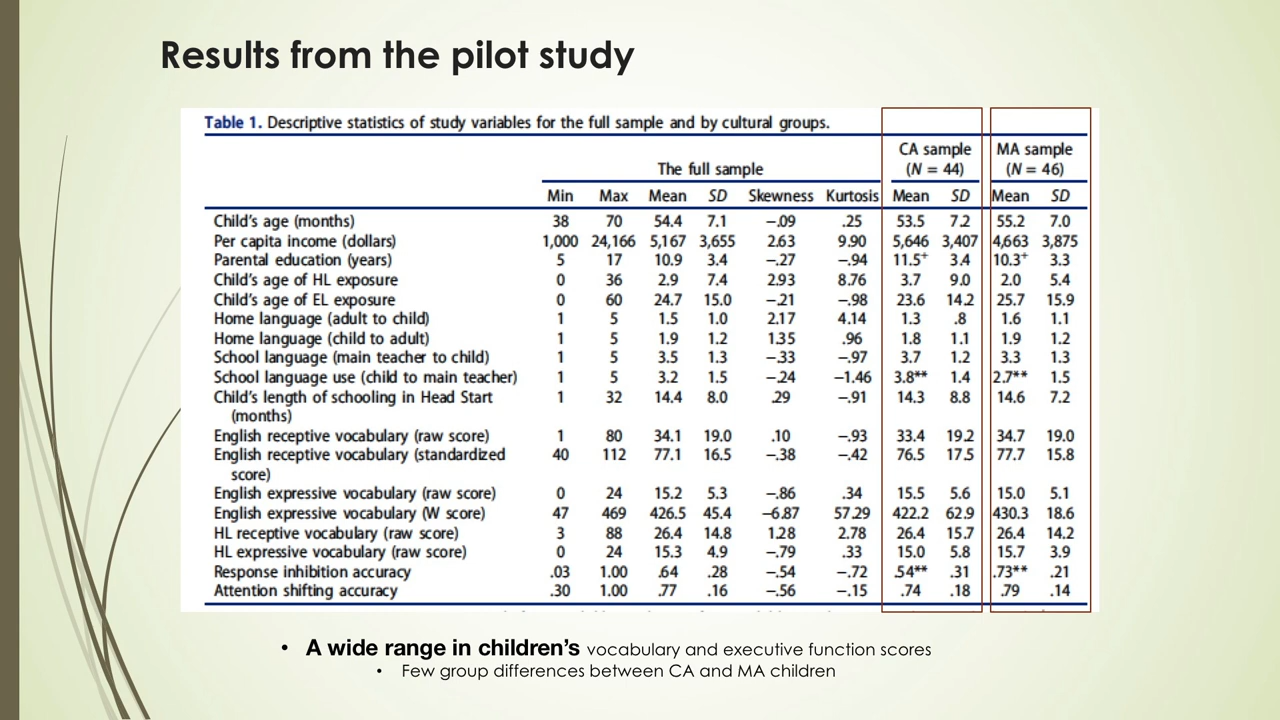 Results from the pilot study
Table 1. Descriptive statistics of study variables for the full sample and by cultural groups.
CA sample MA sample
The full sample (N = 44) (N = 46)
Min Max Mean SD Skewness Kurtosis Mean SD Mean SD
Child's age (months) 38 70 54.4 7.1 –.09 .25 53.5 7.2 55.2 7.0
Per capita income (dollars) 1,000 24,166 5,167 3,655 2.63 9.90 5,646 3,407 4,663 3,875
Parental education (years) 5 17 10.9 3.4 –.27 –.94 11.5+ 3.4 10.3+ 3.3
Child's age of HL exposure 0 36 2.9 7.4 2.93 8.76 3.7 9.0 2.0 5.4
Child's age of EL exposure 0 60 24.7 15.0 –.21 –.98 23.6 14.2 25.7 15.9
Home language (adult to child) 1 5 1.5 1.0 2.17 4.14 1.3 .8 1.6 1.1
Home language (child to adult) 1 5 1.9 1.2 1.35 .96 1.8 1.1 1.9 1.2
School language (main teacher to child) 1 5 3.5 1.3 –.33 –.97 3.7 1.2 3.3 1.3
School language use (child to main teacher) 1 5 3.2 1.5 –.24 –1.46 3.8** 1.4 2.7** 1.5
Child's length of schooling in Head Start 1 32 14.4 8.0 .29 –.91 14.3 8.8 14.6 7.2
(months)
English receptive vocabulary (raw score) 1 80 34.1 19.0 .10 –.93 33.4 19.2 34.7 19.0
English receptive vocabulary (standardized 40 112 77.1 16.5 –.38 –.42 76.5 17.5 77.7 15.8
score)
English expressive vocabulary (raw score) 0 24 15.2 5.3 –.86 .34 15.5 5.6 15.0 5.1
English expressive vocabulary (W score) 47 469 426.5 45.4 –6.87 57.29 422.2 62.9 430.3 18.6
HL receptive vocabulary (raw score) 3 88 26.4 14.8 1.28 2.78 26.4 15.7 26.4 14.2
HL expressive vocabulary (raw score) 0 24 15.3 4.9 –.79 .33 15.0 5.8 15.7 3.9
Response inhibition accuracy .03 1.00 .64 .28 –.54 –.72 .54** .31 .73** .21
Attention shifting accuracy .30 1.00 .77 .16 –.56 –.15 .74 .18 .79 .14
• A wide range in children's vocabulary and executive function scores
• Few group differences between CA and MA children